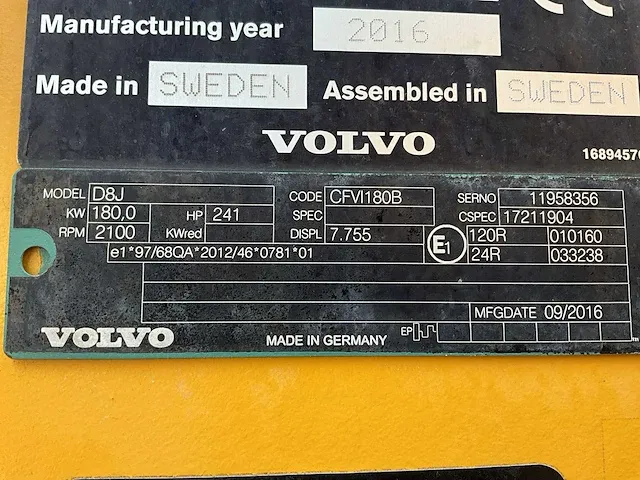 Manufacturing year 2016
Made in SWEDEN Assembled in SWEDEN
VOLVO
MODEL D8J CODE CFVI180B SERNO 11958356
KW 180,0 HP 241 SPEC CSPEC 17211904
RPM 2100 KWred DISPL 7.755 E1 120R 010160
e1*97/68QA*2012/46*0781*01 24R 033238
MFGDATE 09/2016
VOLVO MADE IN GERMANY EP